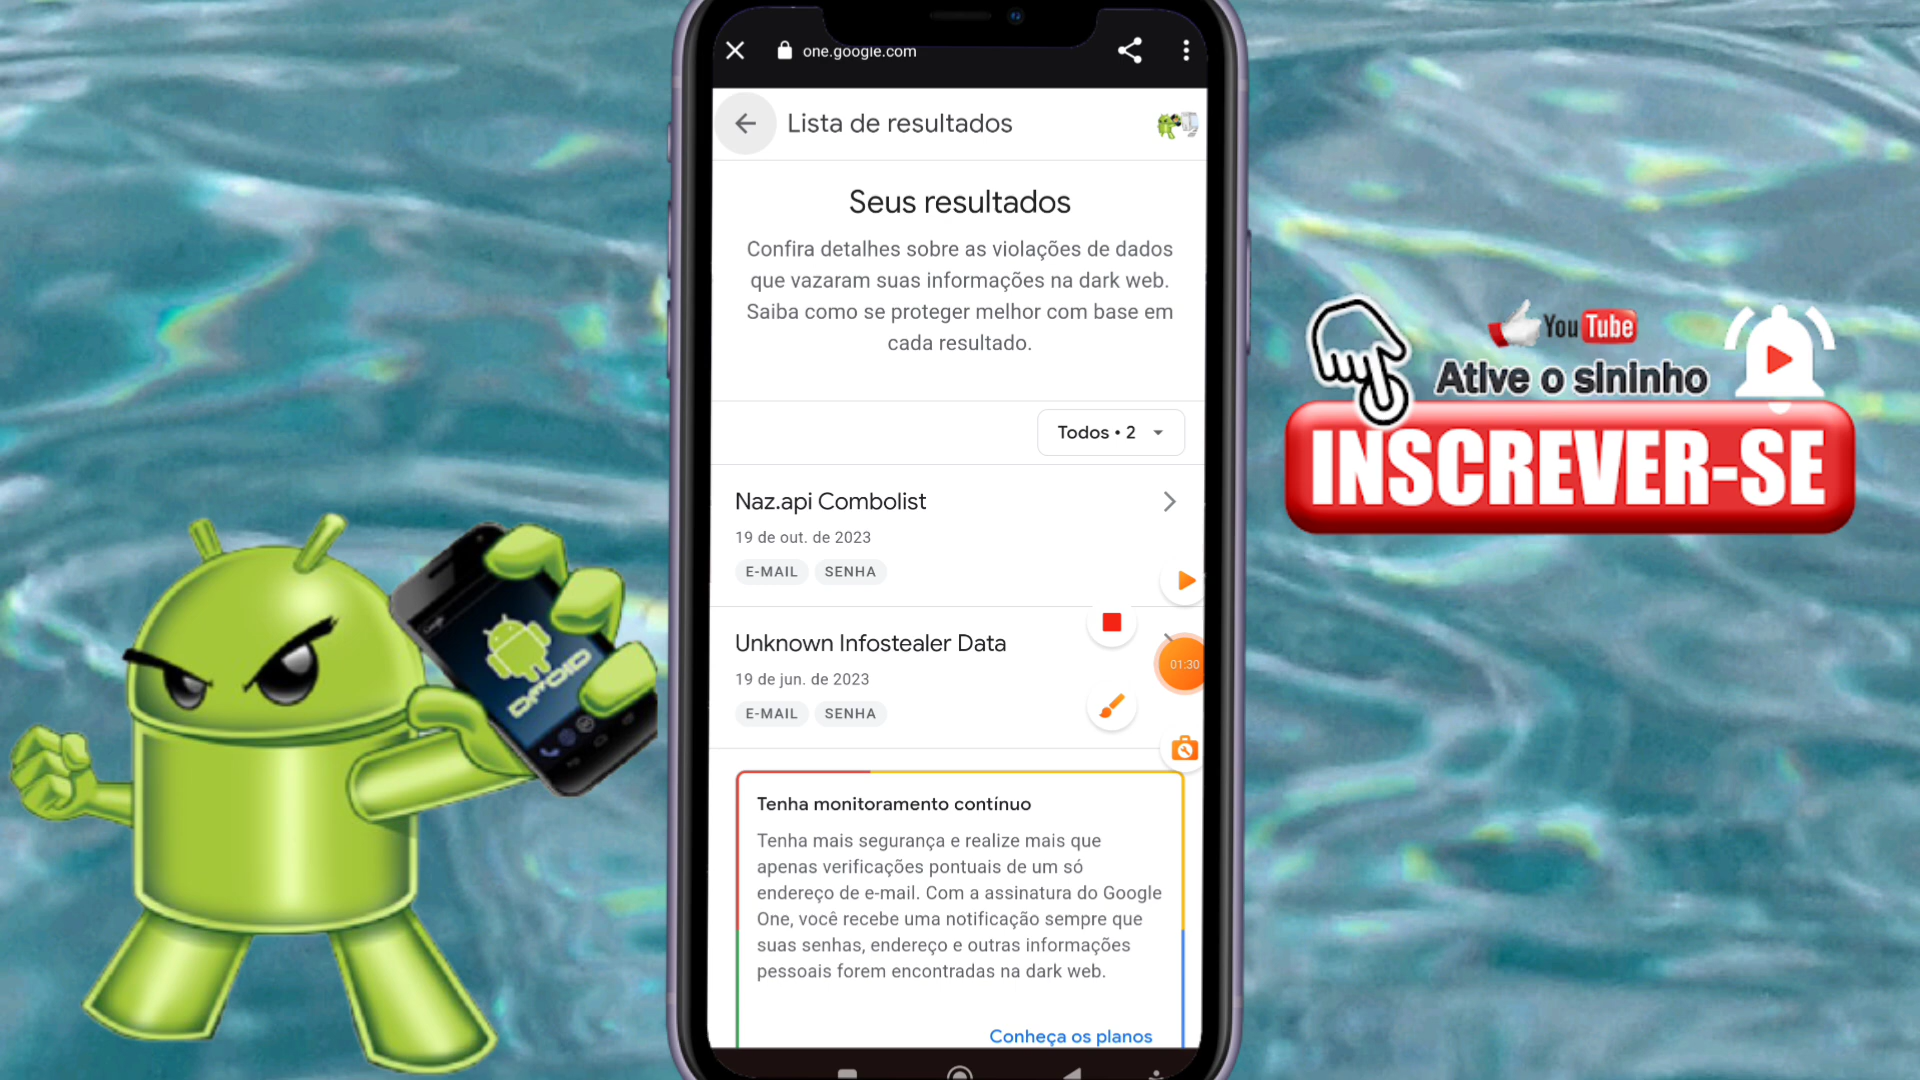 one.google.com
Lista de resultados
Seus resultados
Confira detalhes sobre as violações de dados
que vazaram suas informações na dark web.
Saiba como se proteger melhor com base em
cada resultado.
Todos • 2
Naz.api Combolist
19 de out. de 2023
E-MAIL SENHA
Unknown Infostealer Data
19 de jun. de 2023
E-MAIL SENHA
01:30
Tenha monitoramento contínuo
Tenha mais segurança e realize mais que
apenas verificações pontuais de um só
endereço de e-mail. Com a assinatura do Google
One, você recebe uma notificação sempre que
suas senhas, endereço e outras informações
pessoais forem encontradas na dark web.
Conheça os planos
YouTube
Ative o sininho
INSCREVER-SE
DROID